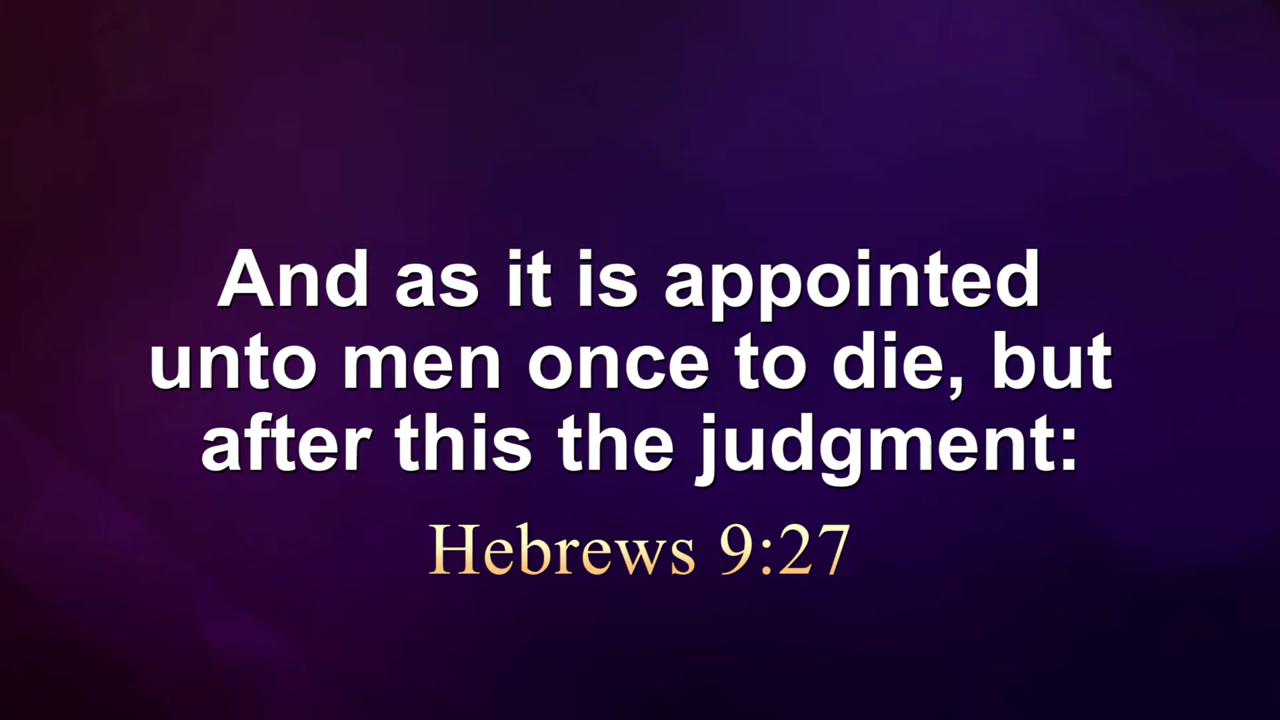 And as it is appointed
unto men once to die, but
after this the judgment:
Hebrews 9:27